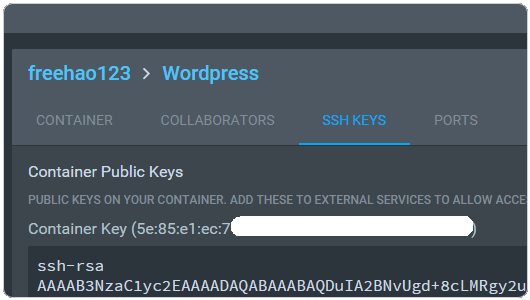 freehao123 > Wordpress
CONTAINER COLLABORATORS SSH KEYS PORTS
Container Public Keys
PUBLIC KEYS ON YOUR CONTAINER. ADD THESE TO EXTERNAL SERVICES TO ALLOW ACCE
Container Key (5e:85:e1:ec:7 )
ssh-rsa
AAAAB3NzaC1yc2EAAAADAQABAAABAQDuIA2BNvUgd+8cLMRgy2u